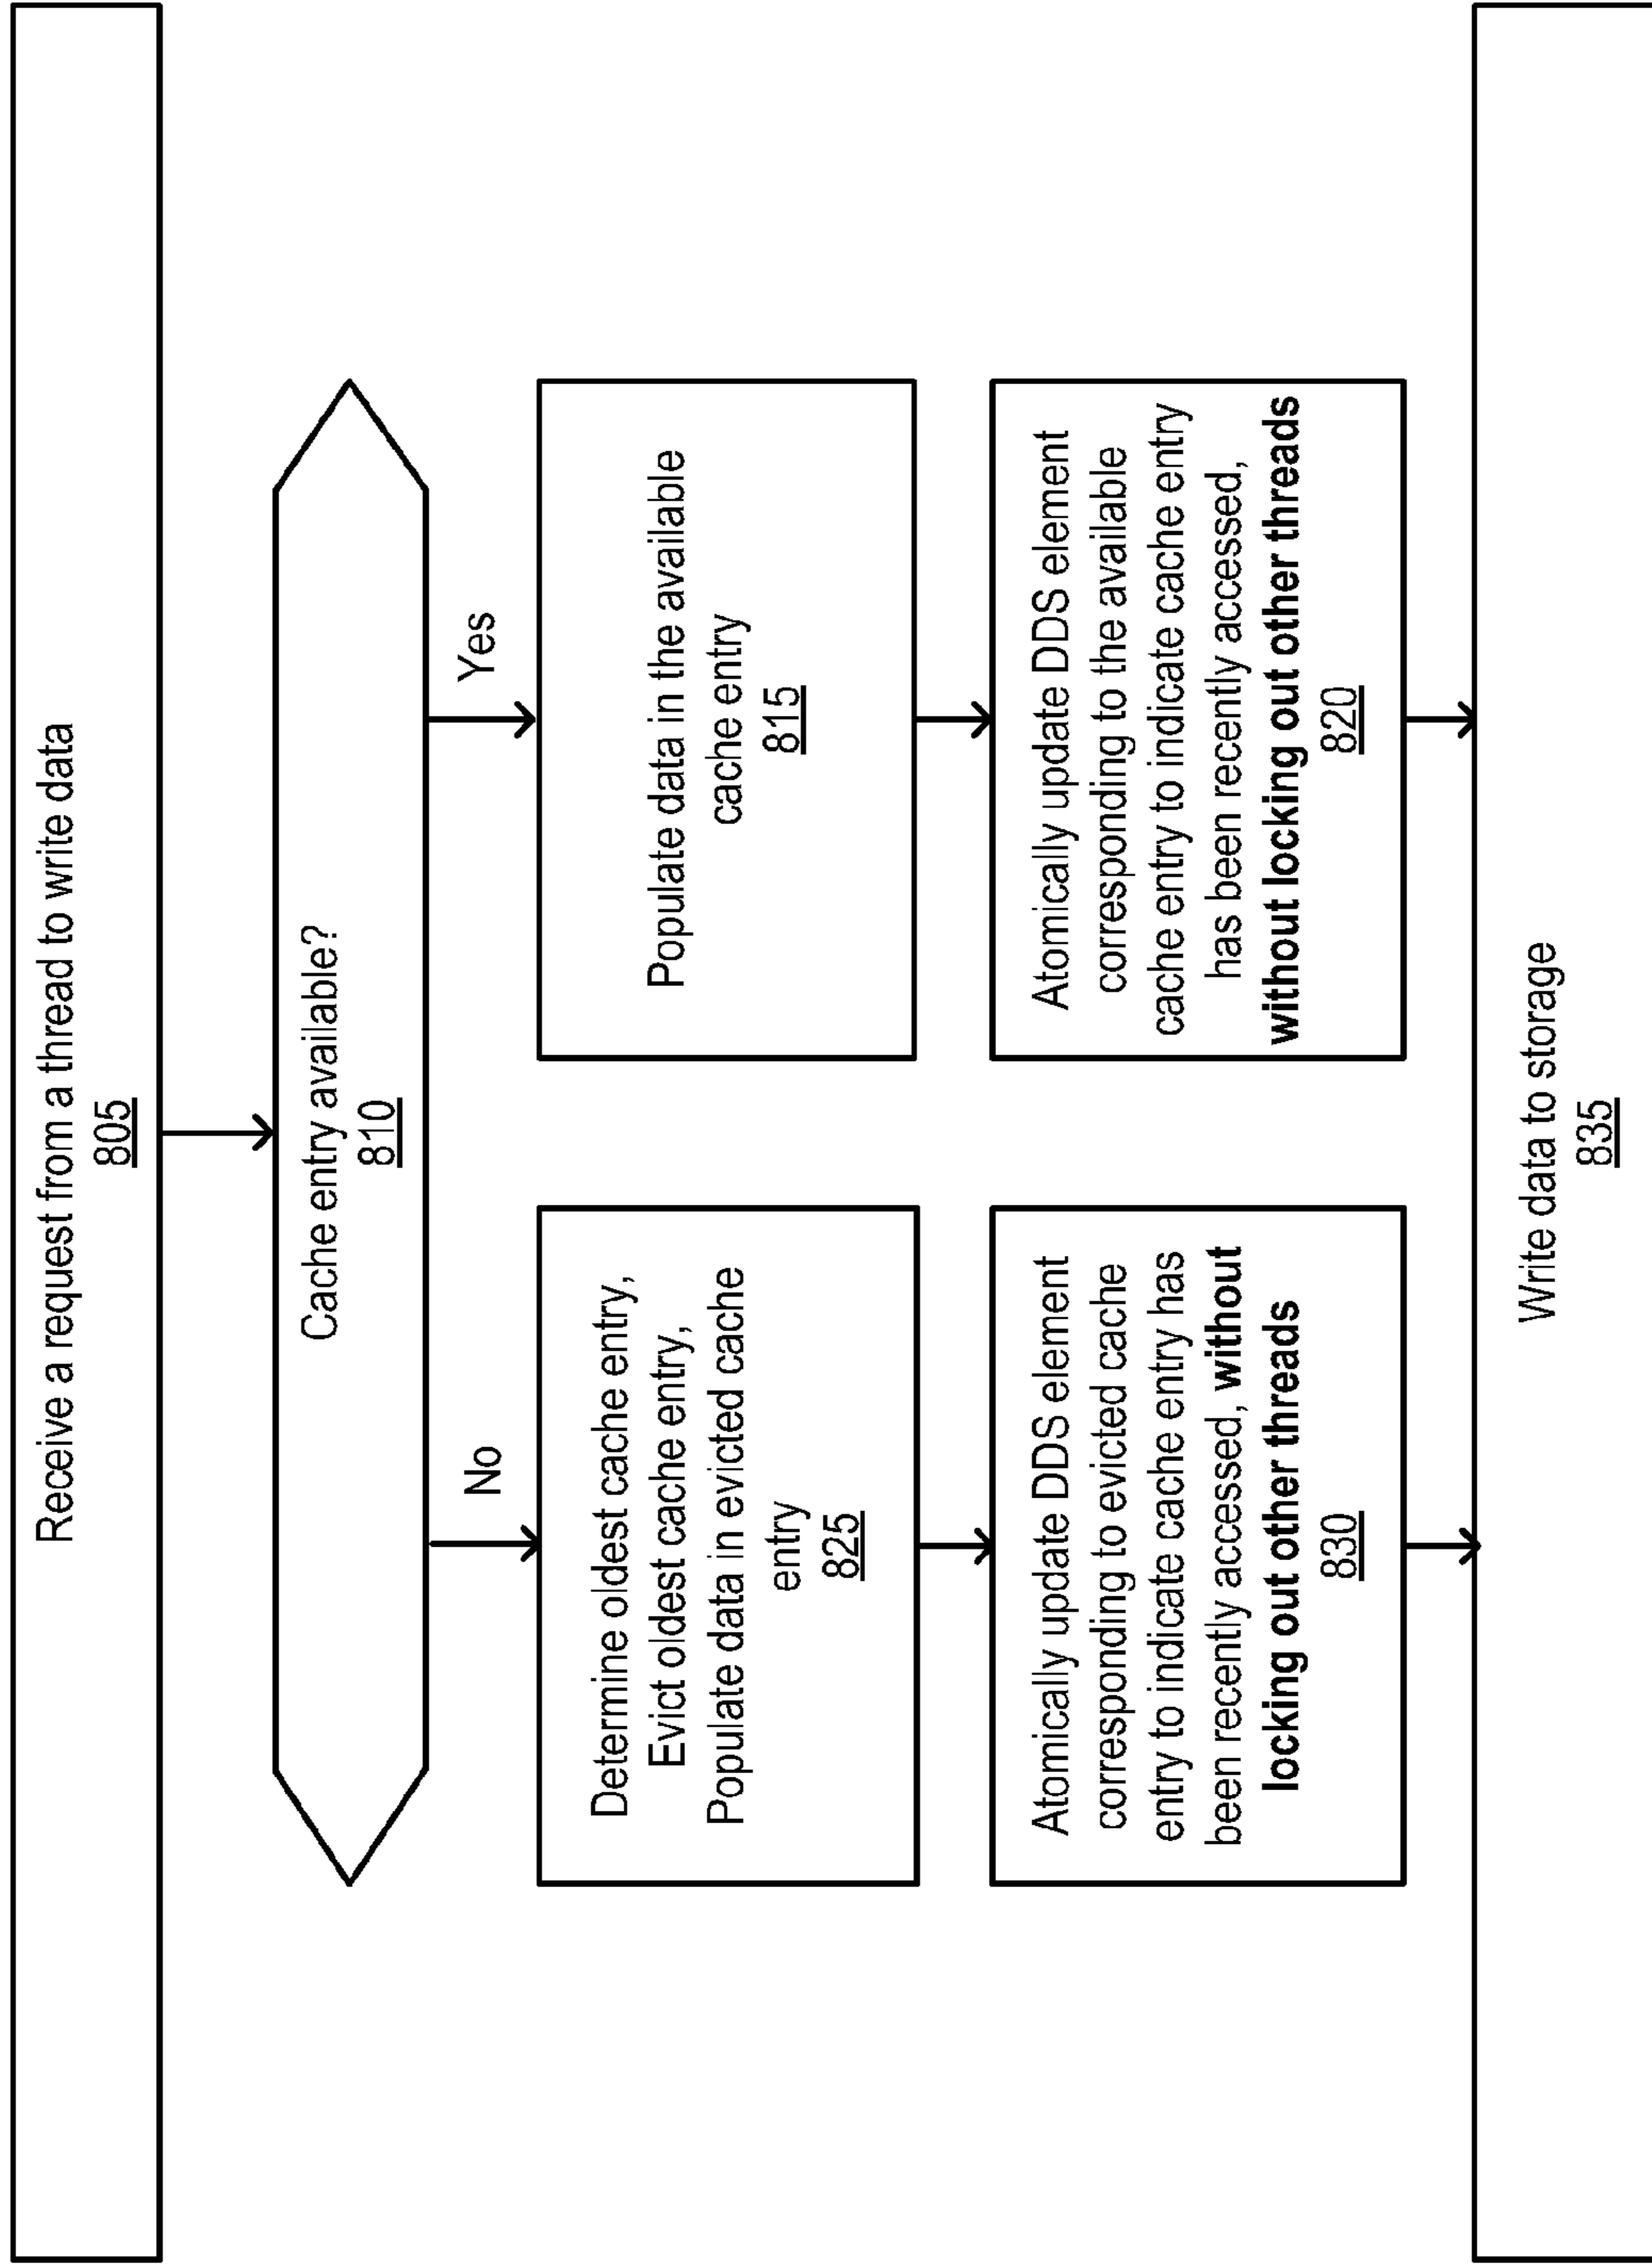 Receive a request from a thread to write data
805
Cache entry available?
810
No
Yes
Determine oldest cache entry,
Evict oldest cache entry,
Populate data in evicted cache
entry
825
Populate data in the available
cache entry
815
Atomically update DDS element
corresponding to evicted cache
entry to indicate cache entry has
been recently accessed, without
locking out other threads
830
Atomically update DDS element
corresponding to the available
cache entry to indicate cache entry
has been recently accessed,
without locking out other threads
820
Write data to storage
835